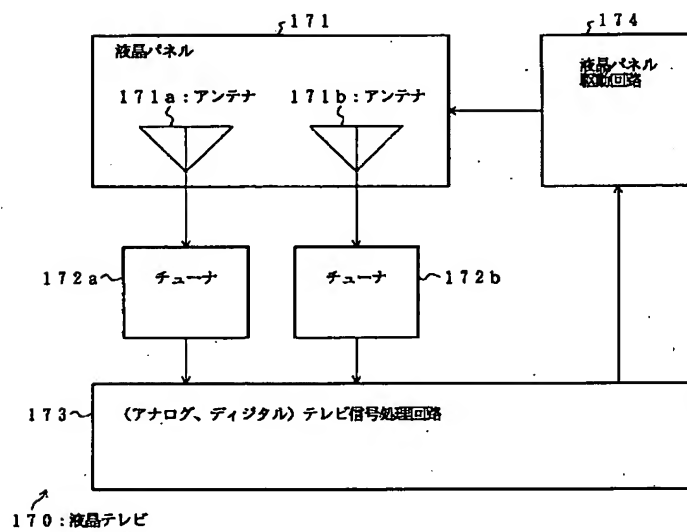 171
174
液晶パネル
液晶パネル
駆動回路
171a:アンテナ
171b:アンテナ
172a
チューナ
チューナ
172b
173
(アナログ、ディジタル)テレビ信号処理回路
170:液晶テレビ